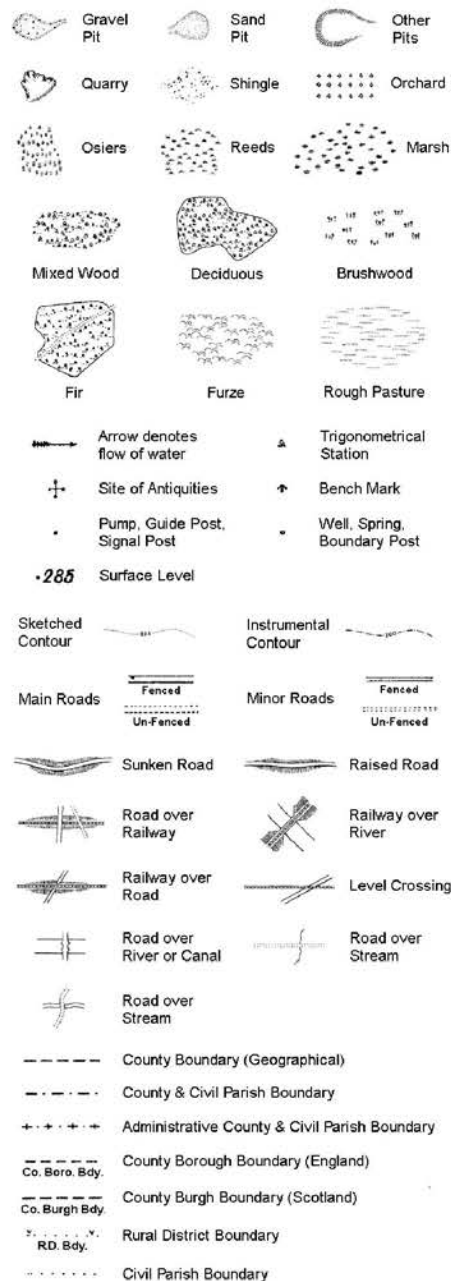 Gravel Pit
Sand Pit
Other Pits
Quarry
Shingle
Orchard
Osiers
Reeds
Marsh
Mixed Wood
Deciduous
Brushwood
Fir
Furze
Rough Pasture
Arrow denotes flow of water
Trigonometrical Station
Site of Antiquities
Bench Mark
Pump, Guide Post, Signal Post
Well, Spring, Boundary Post
·285
Surface Level
Sketched Contour
Instrumental Contour
Main Roads
Fenced
Un-Fenced
Minor Roads
Fenced
Un-Fenced
Sunken Road
Raised Road
Road over Railway
Railway over River
Railway over Road
Level Crossing
Road over River or Canal
Road over Stream
Road over Stream
County Boundary (Geographical)
County & Civil Parish Boundary
Administrative County & Civil Parish Boundary
Co. Boro. Bdy.
County Borough Boundary (England)
Co. Burgh Bdy.
County Burgh Boundary (Scotland)
R.D. Bdy.
Rural District Boundary
Civil Parish Boundary